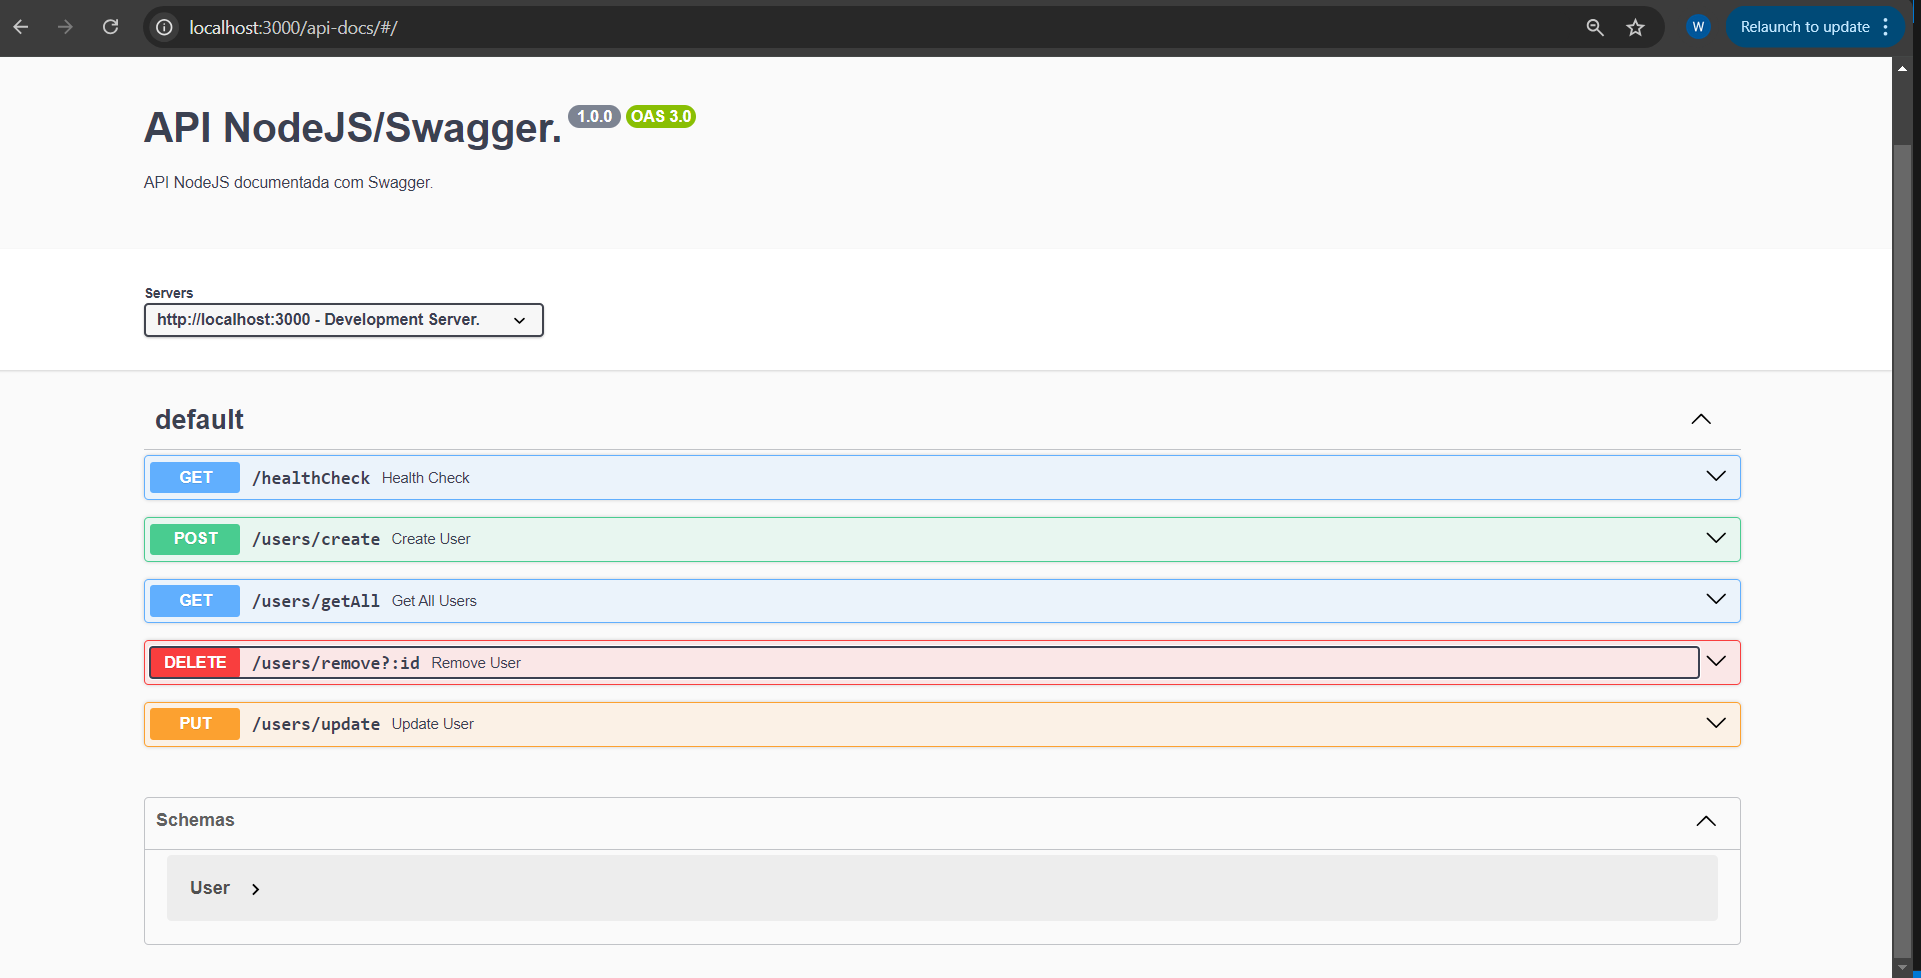 localhost:3000/api-docs/#/
W
Relaunch to update
API NodeJS/Swagger. 1.0.0 OAS 3.0
API NodeJS documentada com Swagger.
Servers
http://localhost:3000 - Development Server.
default
GET /healthCheck Health Check
POST /users/create Create User
GET /users/getAll Get All Users
DELETE /users/remove?:id Remove User
PUT /users/update Update User
Schemas
User